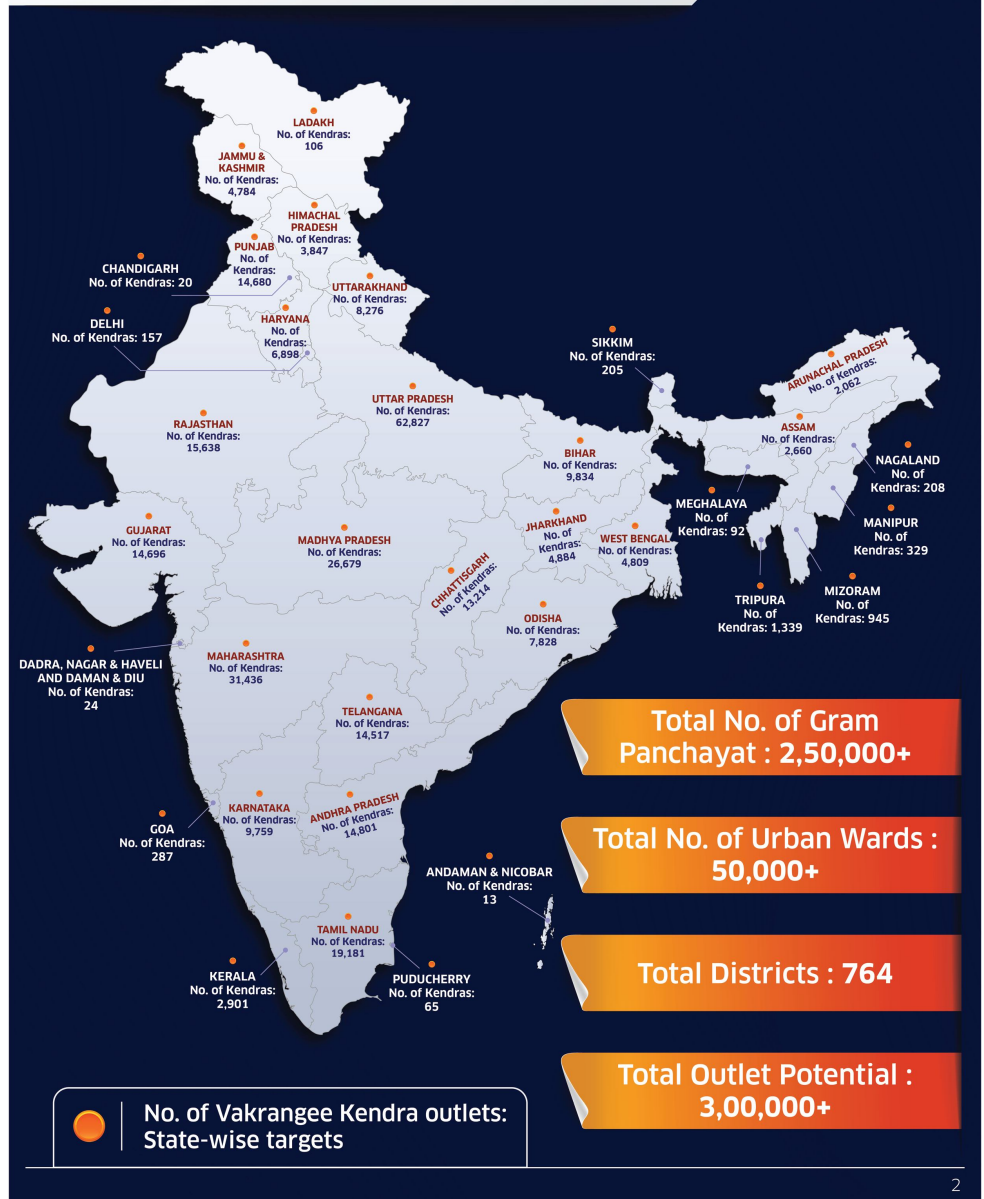 LADAKH
No. of Kendras:
106
JAMMU &
KASHMIR
No. of Kendras:
4,784
HIMACHAL
PRADESH
No. of Kendras:
3,847
PUNJAB
No. of
Kendras:
14,680
CHANDIGARH
No. of Kendras: 20
UTTARAKHAND
No. of Kendras:
8,276
DELHI
No. of Kendras: 157
HARYANA
No. of
Kendras:
6,898
SIKKIM
No. of Kendras:
205
ARUNACHAL PRADESH
No. of Kendras:
2,062
UTTAR PRADESH
No. of Kendras:
62,827
RAJASTHAN
No. of Kendras:
15,638
ASSAM
No. of Kendras:
2,660
BIHAR
No. of Kendras:
9,834
NAGALAND
No. of
Kendras: 208
MEGHALAYA
No. of
Kendras: 92
MANIPUR
No. of
Kendras: 329
GUJARAT
No. of Kendras:
14,696
MADHYA PRADESH
No. of Kendras:
26,679
JHARKHAND
No. of
Kendras:
4,884
WEST BENGAL
No. of Kendras:
4,809
CHHATTISGARH
No. of Kendras:
13,214
MIZORAM
No. of
Kendras: 945
TRIPURA
No. of
Kendras: 1,339
ODISHA
No. of Kendras:
7,828
DADRA, NAGAR & HAVELI
AND DAMAN & DIU
No. of Kendras:
24
MAHARASHTRA
No. of Kendras:
31,436
TELANGANA
No. of Kendras:
14,517
KARNATAKA
No. of Kendras:
9,759
ANDHRA PRADESH
No. of Kendras:
14,801
GOA
No. of Kendras:
287
ANDAMAN & NICOBAR
No. of Kendras:
13
TAMIL NADU
No. of Kendras:
19,181
KERALA
No. of Kendras:
2,901
PUDUCHERRY
No. of Kendras:
65
Total No. of Gram
Panchayat : 2,50,000+
Total No. of Urban Wards :
50,000+
Total Districts : 764
Total Outlet Potential :
3,00,000+
No. of Vakrangee Kendra outlets:
State-wise targets
2